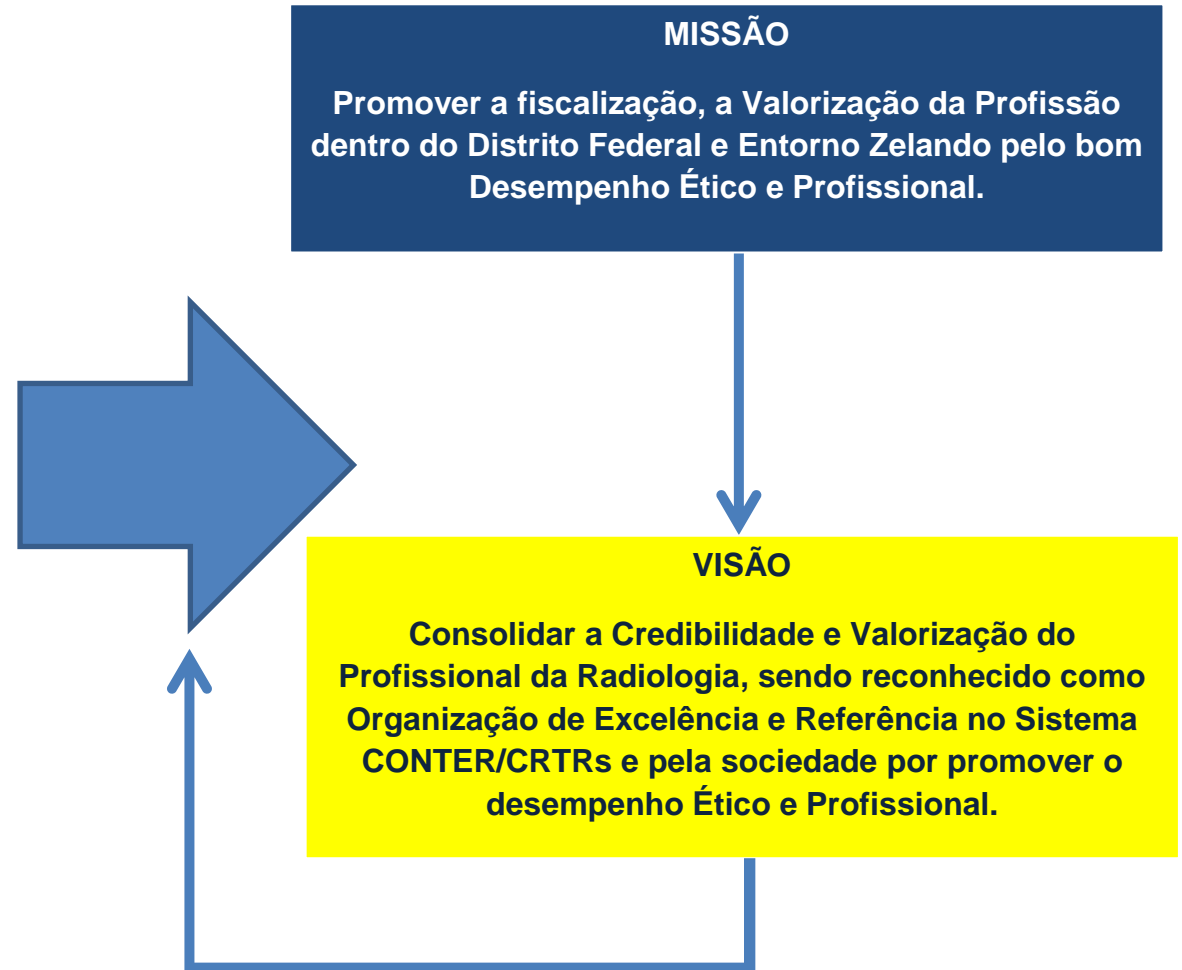 MISSÃO
Promover a fiscalização, a Valorização da Profissão
dentro do Distrito Federal e Entorno Zelando pelo bom
Desempenho Ético e Profissional.
VISÃO
Consolidar a Credibilidade e Valorização do
Profissional da Radiologia, sendo reconhecido como
Organização de Excelência e Referência no Sistema
CONTER/CRTRs e pela sociedade por promover o
desempenho Ético e Profissional.